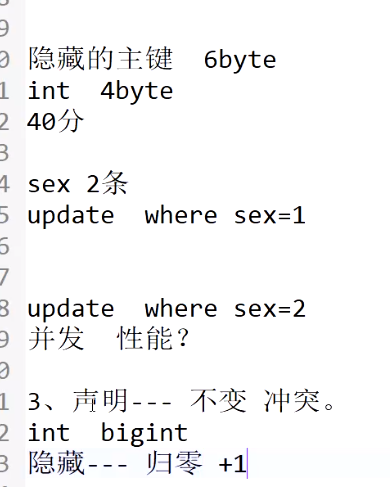 9
0 隐藏的主键  6byte
1 int  4byte
2 40分
3
4 sex 2条
5 update  where sex=1
6
7
8 update  where sex=2
9 并发  性能?
0
1 3、声明--- 不变 冲突。
2 int  bigint
3 隐藏--- 归零 +1